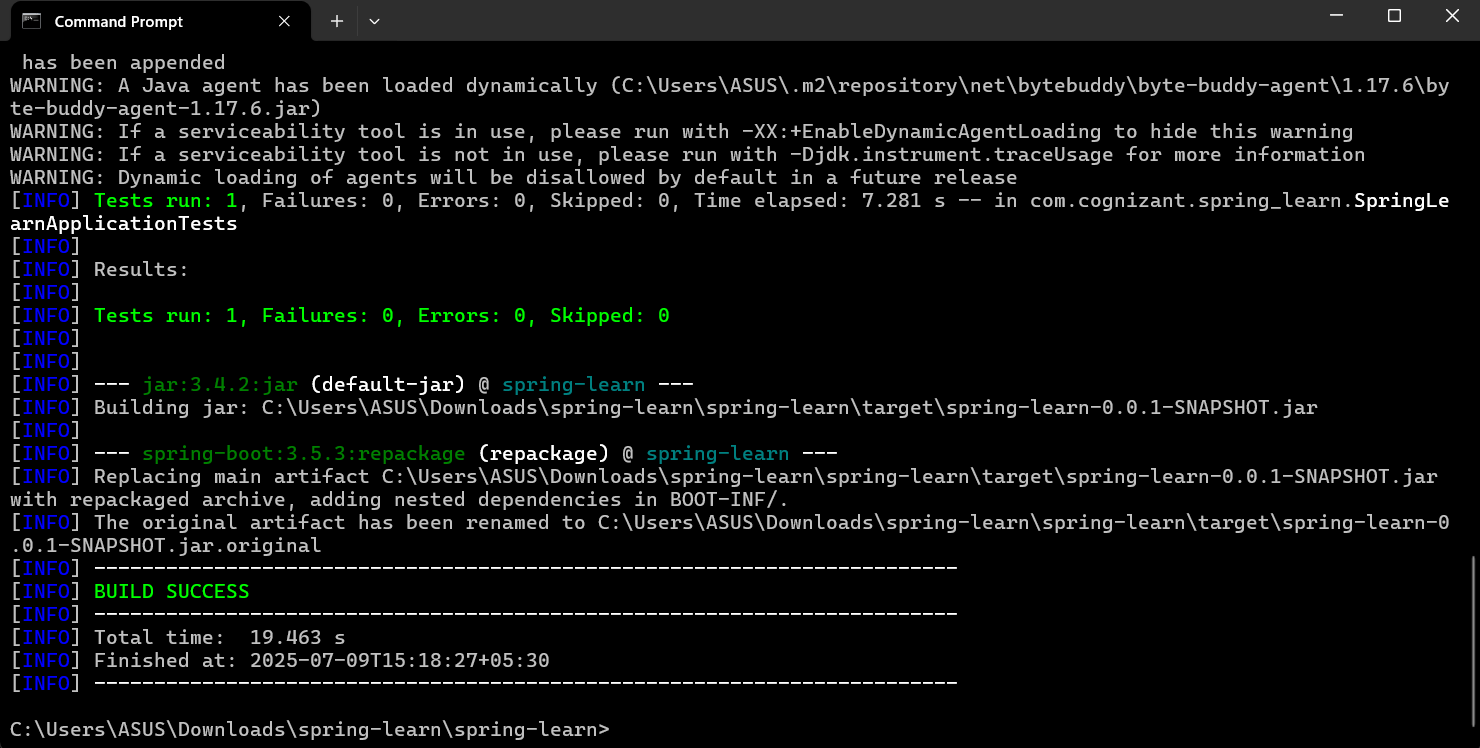 Command Prompt
 has been appended
WARNING: A Java agent has been loaded dynamically (C:\Users\ASUS\.m2\repository\net\bytebuddy\byte-buddy-agent\1.17.6\by
te-buddy-agent-1.17.6.jar)
WARNING: If a serviceability tool is in use, please run with -XX:+EnableDynamicAgentLoading to hide this warning
WARNING: If a serviceability tool is not in use, please run with -Djdk.instrument.traceUsage for more information
WARNING: Dynamic loading of agents will be disallowed by default in a future release
[INFO] Tests run: 1, Failures: 0, Errors: 0, Skipped: 0, Time elapsed: 7.281 s -- in com.cognizant.spring_learn.SpringLe
arnApplicationTests
[INFO]
[INFO] Results:
[INFO]
[INFO] Tests run: 1, Failures: 0, Errors: 0, Skipped: 0
[INFO]
[INFO]
[INFO] --- jar:3.4.2:jar (default-jar) @ spring-learn ---
[INFO] Building jar: C:\Users\ASUS\Downloads\spring-learn\spring-learn\target\spring-learn-0.0.1-SNAPSHOT.jar
[INFO]
[INFO] --- spring-boot:3.5.3:repackage (repackage) @ spring-learn ---
[INFO] Replacing main artifact C:\Users\ASUS\Downloads\spring-learn\spring-learn\target\spring-learn-0.0.1-SNAPSHOT.jar
with repackaged archive, adding nested dependencies in BOOT-INF/.
[INFO] The original artifact has been renamed to C:\Users\ASUS\Downloads\spring-learn\spring-learn\target\spring-learn-0
.0.1-SNAPSHOT.jar.original
[INFO] ------------------------------------------------------------------------
[INFO] BUILD SUCCESS
[INFO] ------------------------------------------------------------------------
[INFO] Total time:  19.463 s
[INFO] Finished at: 2025-07-09T15:18:27+05:30
[INFO] ------------------------------------------------------------------------
C:\Users\ASUS\Downloads\spring-learn\spring-learn>